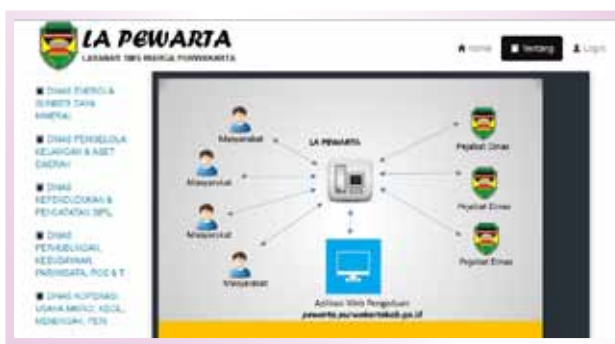 LA PEWARTA
LAYANAN SMS WARGA PURWAKARTA
Home
Tentang
Login
DINAS ENERGI &
SUMBER DAYA
MINERAL
DINAS PENGELOLA
KEUANGAN & ASET
DAERAH
DINAS
KEPENDUDUKAN &
PENCATATAN SIPIL
DINAS
PERHUBUNGAN,
KEBUDAYAAN,
PARIWISATA, POS & T
DINAS KOPERASI,
USAHA MIKRO, KECIL,
MENENGAH, PERI
Masyarakat
Masyarakat
Masyarakat
Masyarakat
LA PEWARTA
Pejabat Dinas
Pejabat Dinas
Pejabat Dinas
Aplikasi Web Pengaduan
pewarta.purwakartakab.go.id